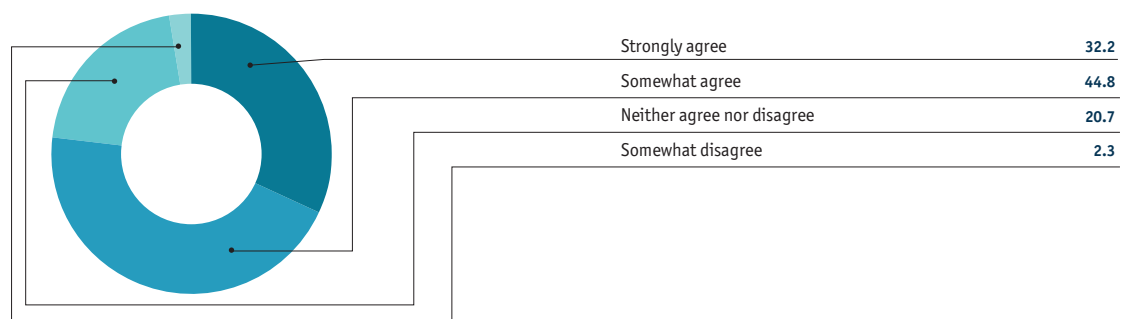 Strongly agree 32.2
Somewhat agree 44.8
Neither agree nor disagree 20.7
Somewhat disagree 2.3